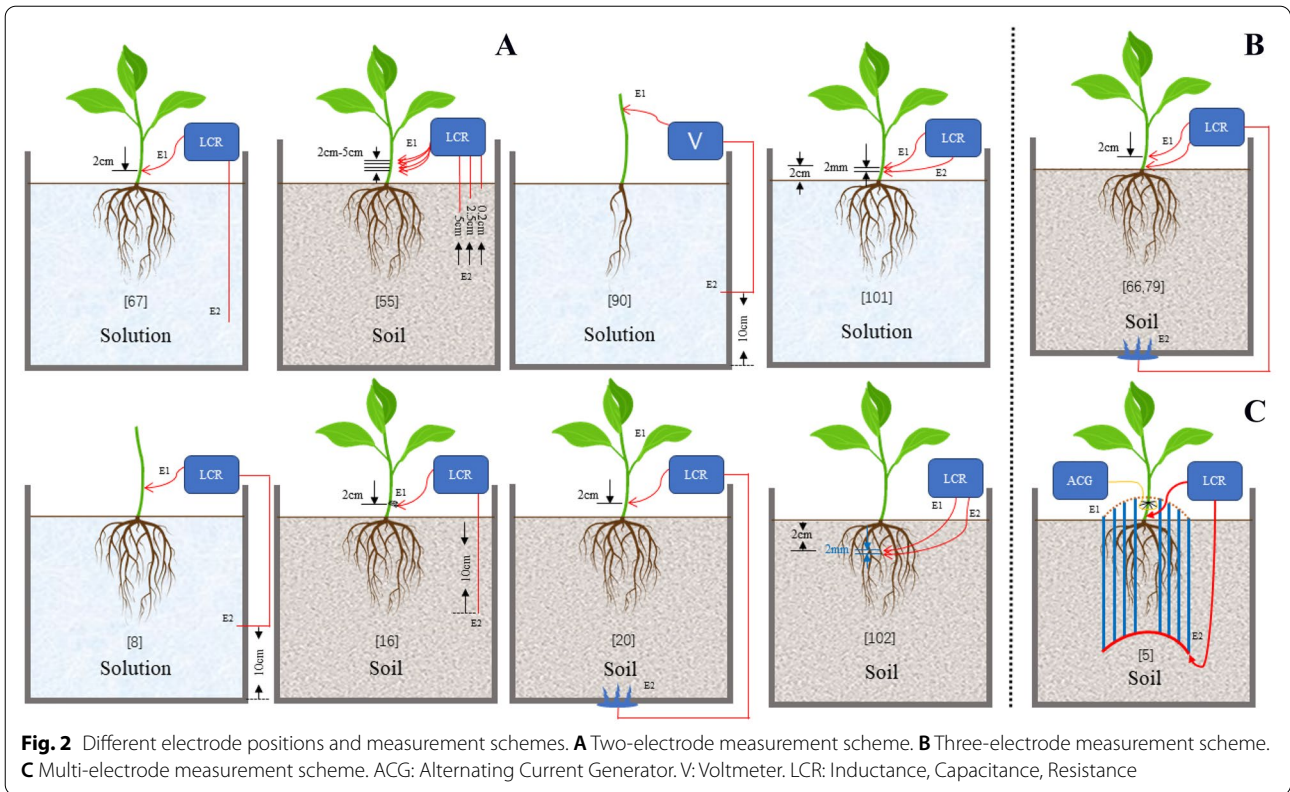 A
B
LCR
E1
2cm
E2
[67]
Solution
LCR
E1
2cm-5cm
0.2cm
2.5cm
5cm
E2
[55]
Soil
E1
V
E2
10cm
[90]
Solution
LCR
E1
E2
2mm
2cm
[101]
Solution
LCR
E1
2cm
[66,79]
Soil
E2
C
LCR
E1
E2
10cm
[8]
Solution
LCR
E1
2cm
10cm
E2
[16]
Soil
E1
LCR
2cm
[20]
Soil
E2
LCR
E1
E2
2cm
2mm
[102]
Soil
ACG
LCR
E1
E2
[5]
Soil
Fig. 2 Different electrode positions and measurement schemes. A Two-electrode measurement scheme. B Three-electrode measurement scheme.
C Multi-electrode measurement scheme. ACG: Alternating Current Generator. V: Voltmeter. LCR: Inductance, Capacitance, Resistance